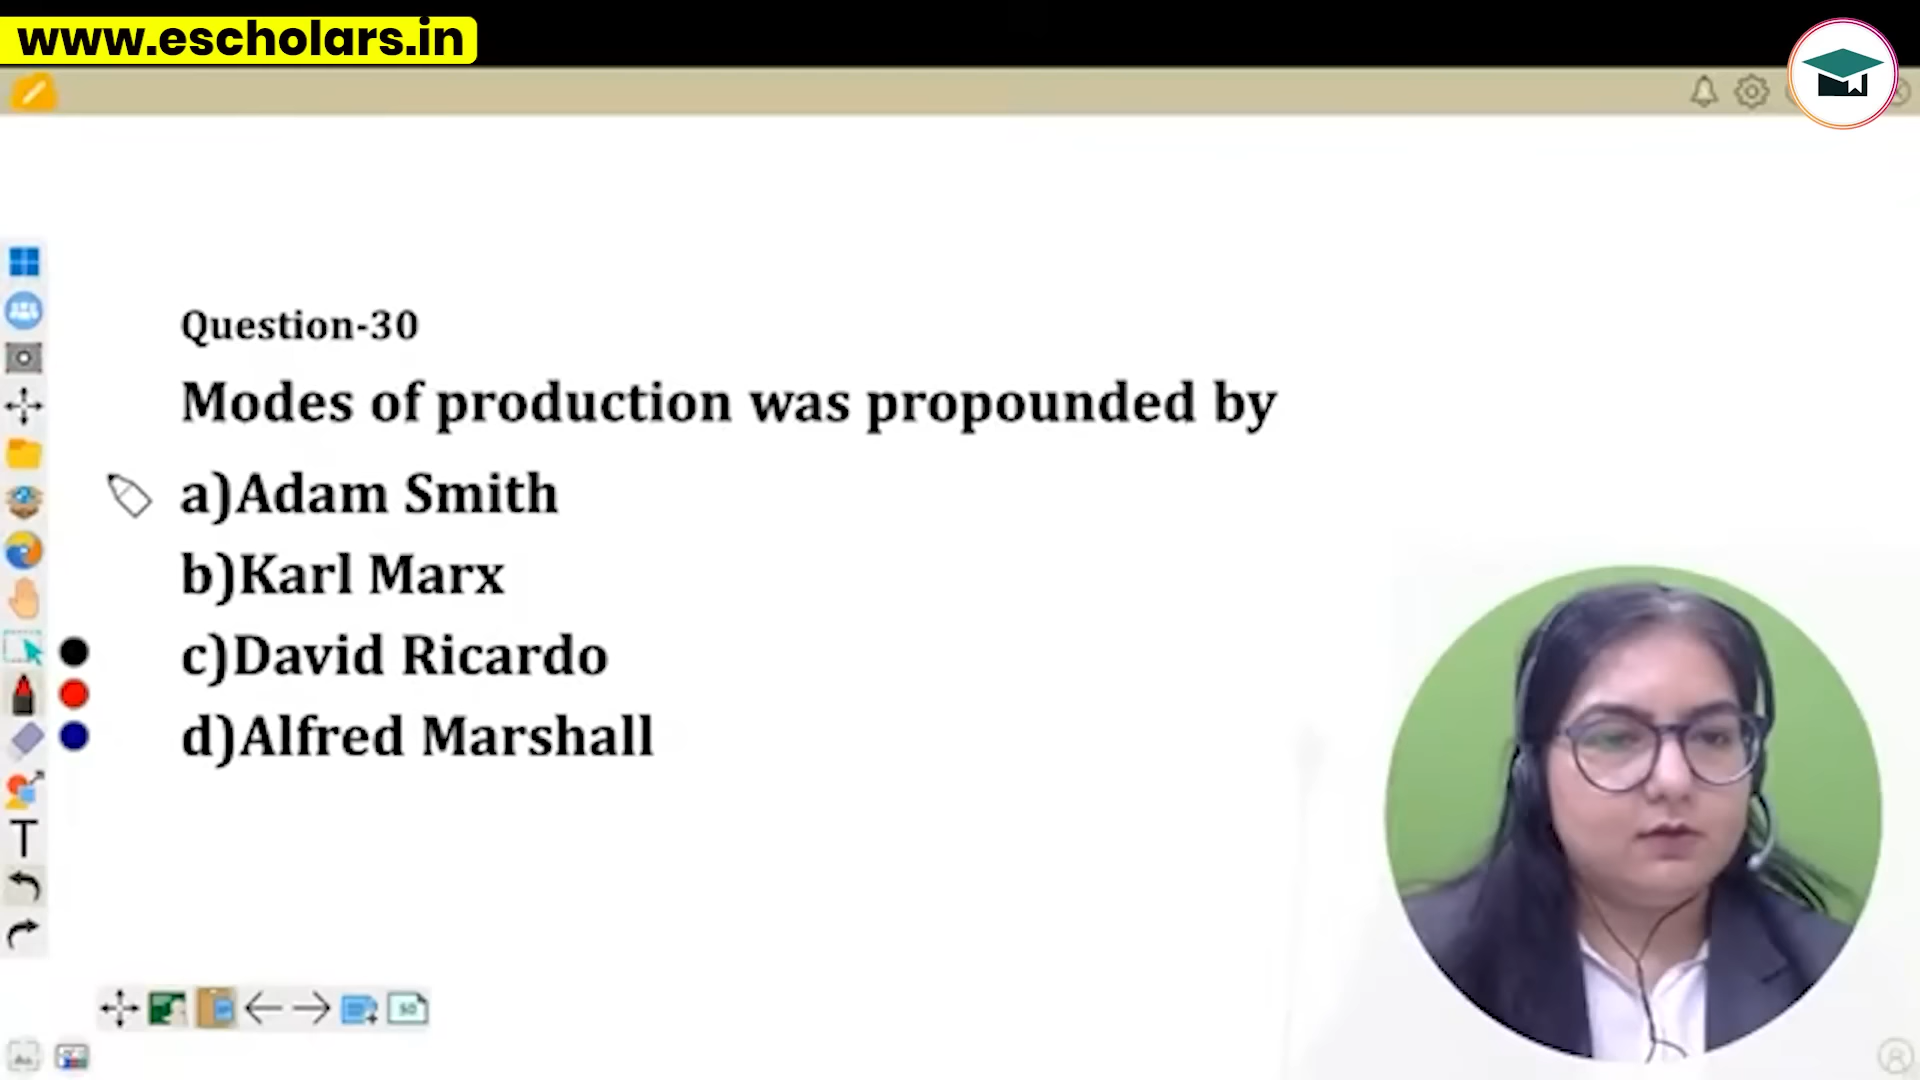 www.escholars.in
Question-30
Modes of production was propounded by
a)Adam Smith
b)Karl Marx
c)David Ricardo
d)Alfred Marshall
T
50